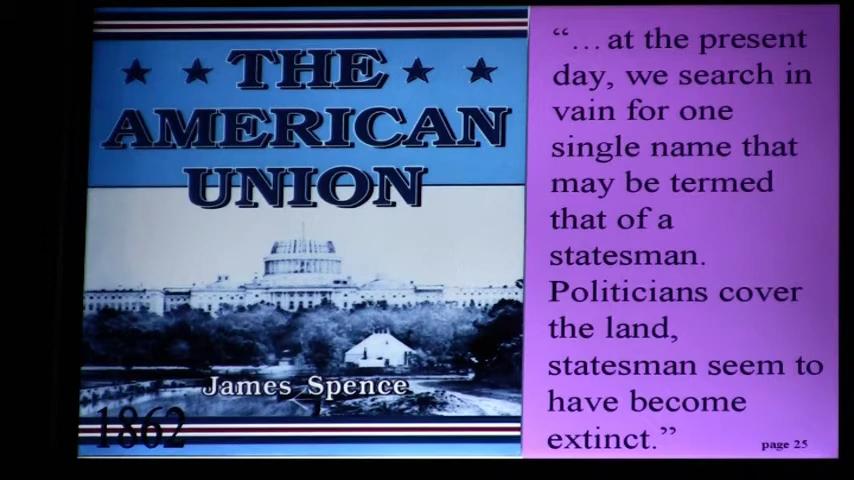 THE
AMERICAN
UNION
James Spence
1862
“... at the present
day, we search in
vain for one
single name that
may be termed
that of a
statesman.
Politicians cover
the land,
statesman seem to
have become
extinct.”
page 25